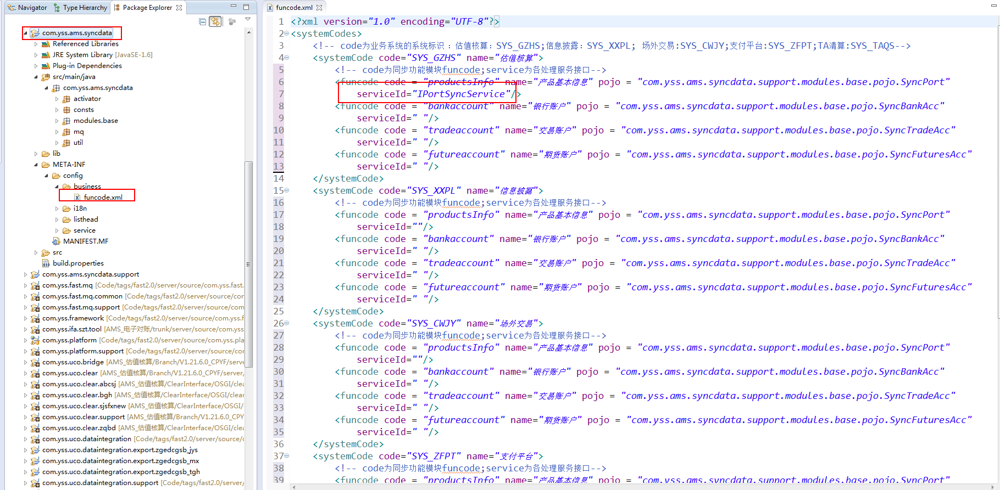 Navigator Type Hierarchy Package Explorer
com.yss.ams.syncdata
Referenced Libraries
JRE System Library [JavaSE-1.6]
Plug-in Dependencies
src/main/java
com.yss.ams.syncdata
activator
consts
modules.base
mq
util
lib
META-INF
config
business
funcode.xml
i18n
listhead
service
MANIFEST.MF
src
build.properties
com.yss.ams.syncdata.support
com.yss.fast.mq [Code/tags/fast2.0/server/source/com.yss.fast.
com.yss.fast.mq.common [Code/tags/fast2.0/server/source/cor
com.yss.fast.mq.support [Code/tags/fast2.0/server/source/com
com.yss.framework [Code/tags/fast2.0/server/source/com.yss.f
com.yss.ifa.szt.tool [AMS_电子对账/trunk/server/source/com.yss
com.yss.platform [Code/tags/fast2.0/server/source/com.yss.pla
com.yss.platform.support [Code/tags/fast2.0/server/source/cor
com.yss.uco.bridge [AMS_估值核算/Branch/V1.21.6.0_CPYF/serve
com.yss.uco.clear [AMS_估值核算/Branch/V1.21.6.0_CPYF/server,
com.yss.uco.clear.abcsj [AMS_估值核算/ClearInterface/OSGI/clear
com.yss.uco.clear.bgh [AMS_估值核算/ClearInterface/OSGI/clear
com.yss.uco.clear.sjsfxnew [AMS_估值核算/ClearInterface/OSGI/
com.yss.uco.clear.support [AMS_估值核算/Branch/V1.21.6.0_CPY
com.yss.uco.clear.zqbd [AMS_估值核算/ClearInterface/OSGI/clea
com.yss.uco.dataintegration [Code/tags/fast2.0/server/source/c
com.yss.uco.dataintegration.export.zgedcgsb_jys
com.yss.uco.dataintegration.export.zgedcgsb_mx
com.yss.uco.dataintegration.export.zgedcgsb_tgh
com.yss.uco.dataintegration.support [Code/tags/fast2.0/server/
funcode.xml
1 <?xml version="1.0" encoding="UTF-8"?>
2 <systemCodes>
3 <!-- code为业务系统的系统标识：估值核算：SYS_GZHS;信息披露：SYS_XXPL; 场外交易:SYS_CWJY;支付平台:SYS_ZFPT;TA清算:SYS_TAQS-->
4 <systemCode code="SYS_GZHS" name="估值核算">
5 <!-- code为同步功能模块funcode;service为各处理服务接口-->
6 <funcode code = "productsInfo" name="产品基本信息" pojo = "com.yss.ams.syncdata.support.modules.base.pojo.SyncPort"
7 serviceId="IPortSyncService"/>
8 <funcode code = "bankaccount" name="银行账户" pojo = "com.yss.ams.syncdata.support.modules.base.pojo.SyncBankAcc"
9 serviceId=" "/>
10 <funcode code = "tradeaccount" name="交易账户" pojo = "com.yss.ams.syncdata.support.modules.base.pojo.SyncTradeAcc"
11 serviceId=" "/>
12 <funcode code = "futureaccount" name="期货账户" pojo = "com.yss.ams.syncdata.support.modules.base.pojo.SyncFuturesAcc"
13 serviceId=" "/>
14 </systemCode>
15 <systemCode code="SYS_XXPL" name="信息披露">
16 <!-- code为同步功能模块funcode;service为各处理服务接口-->
17 <funcode code = "productsInfo" name="产品基本信息" pojo = "com.yss.ams.syncdata.support.modules.base.pojo.SyncPort"
18 serviceId=""/>
19 <funcode code = "bankaccount" name="银行账户" pojo = "com.yss.ams.syncdata.support.modules.base.pojo.SyncBankAcc"
20 serviceId=" "/>
21 <funcode code = "tradeaccount" name="交易账户" pojo = "com.yss.ams.syncdata.support.modules.base.pojo.SyncTradeAcc"
22 serviceId=" "/>
23 <funcode code = "futureaccount" name="期货账户" pojo = "com.yss.ams.syncdata.support.modules.base.pojo.SyncFuturesAcc"
24 serviceId=" "/>
25 </systemCode>
26 <systemCode code="SYS_CWJY" name="场外交易">
27 <!-- code为同步功能模块funcode;service为各处理服务接口-->
28 <funcode code = "productsInfo" name="产品基本信息" pojo = "com.yss.ams.syncdata.support.modules.base.pojo.SyncPort"
29 serviceId=""/>
30 <funcode code = "bankaccount" name="银行账户" pojo = "com.yss.ams.syncdata.support.modules.base.pojo.SyncBankAcc"
31 serviceId=" "/>
32 <funcode code = "tradeaccount" name="交易账户" pojo = "com.yss.ams.syncdata.support.modules.base.pojo.SyncTradeAcc"
33 serviceId=" "/>
34 <funcode code = "futureaccount" name="期货账户" pojo = "com.yss.ams.syncdata.support.modules.base.pojo.SyncFuturesAcc"
35 serviceId=" "/>
36 </systemCode>
37 <systemCode code="SYS_ZFPT" name="支付平台">
38 <!-- code为同步功能模块funcode;service为各处理服务接口-->
39 <funcode code = "productsInfo" name="产品基本信息" pojo = "com.yss.ams.syncdata.support.modules.base.pojo.SyncPort"